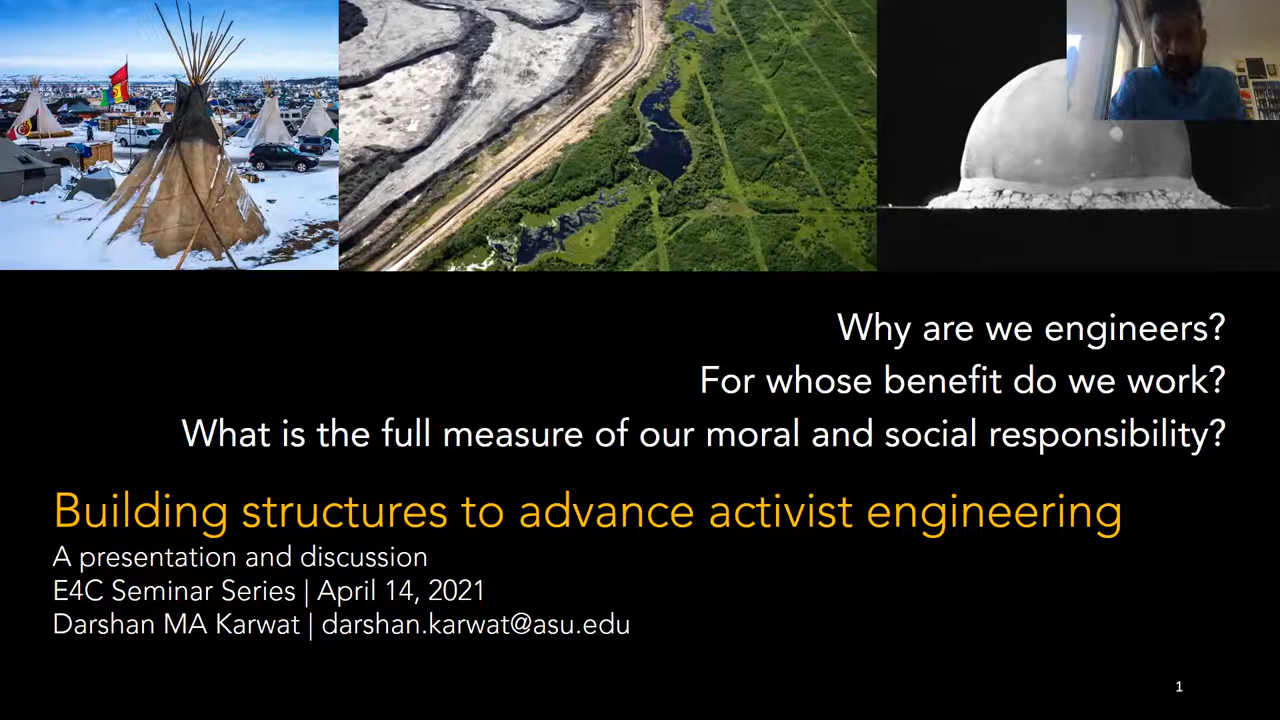 Why are we engineers?
For whose benefit do we work?
What is the full measure of our moral and social responsibility?
Building structures to advance activist engineering
A presentation and discussion
E4C Seminar Series | April 14, 2021
Darshan MA Karwat | darshan.karwat@asu.edu
1